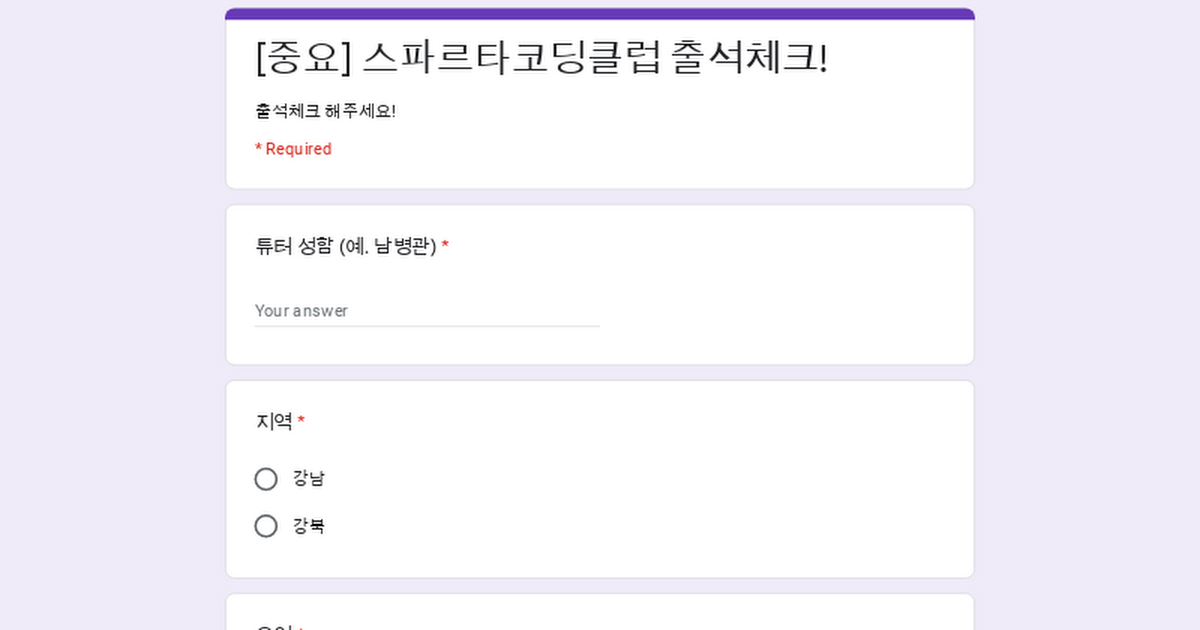 [중요] 스파르타코딩클럽 출석체크!
출석체크 해주세요!
* Required
튜터 성함 (예. 남병관) *
Your answer
지역 *
강남
강북